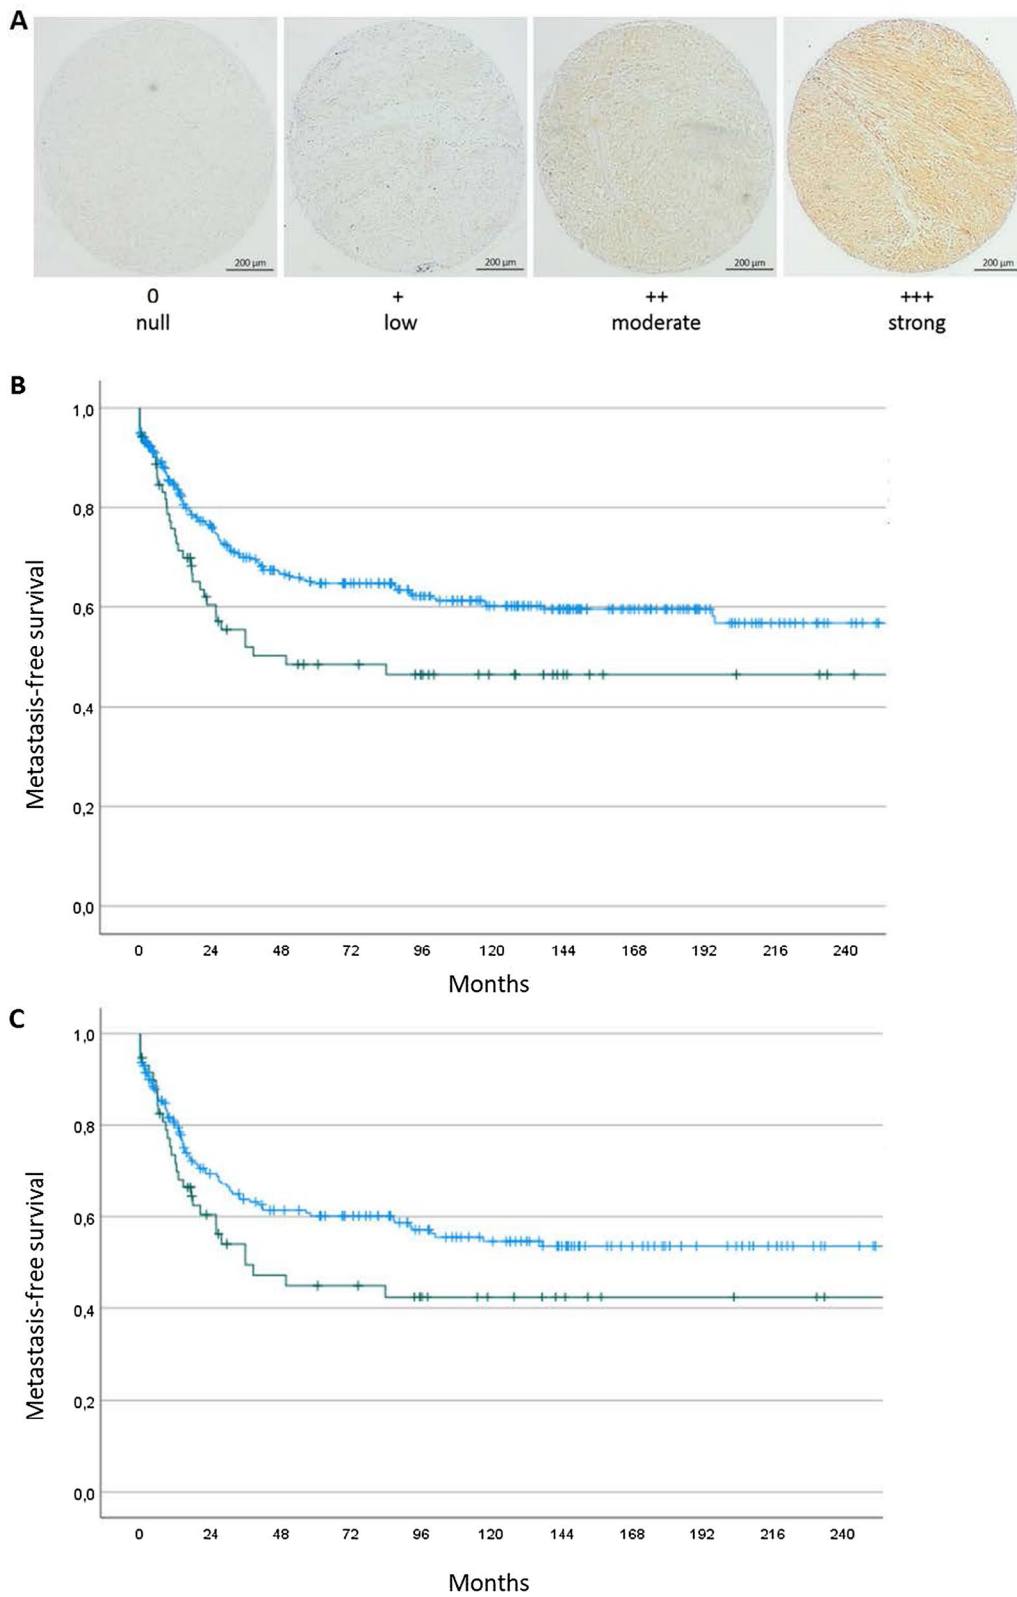 A
200 µm 200 µm 200 µm 200 µm
0 + ++ +++
null low moderate strong
B
Metastasis-free survival
1,0
0,8
0,6
0,4
0,2
0,0
0 24 48 72 96 120 144 168 192 216 240
Months
C
Metastasis-free survival
1,0
0,8
0,6
0,4
0,2
0,0
0 24 48 72 96 120 144 168 192 216 240
Months